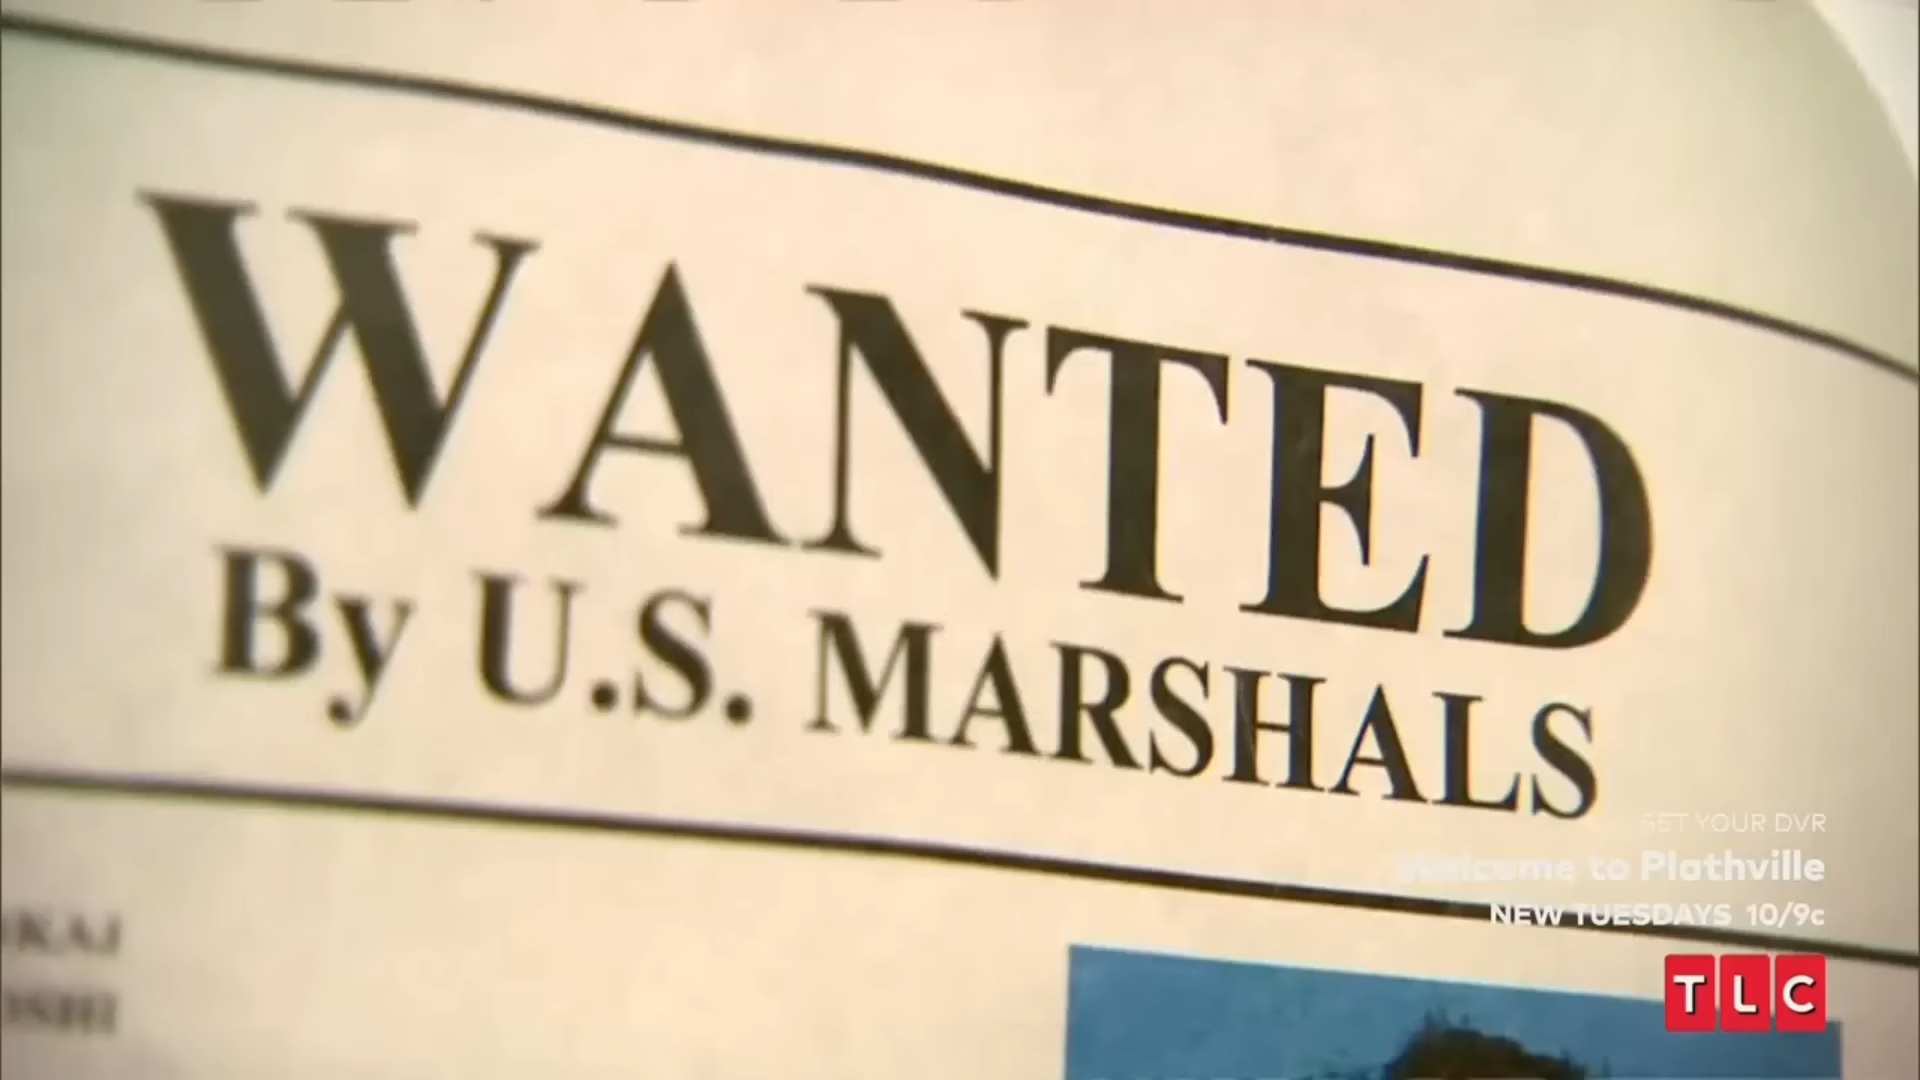 WANTED
By U.S. MARSHALS
SET YOUR DVR
Welcome to Plathville
NEW TUESDAYS 10/9c
TLC